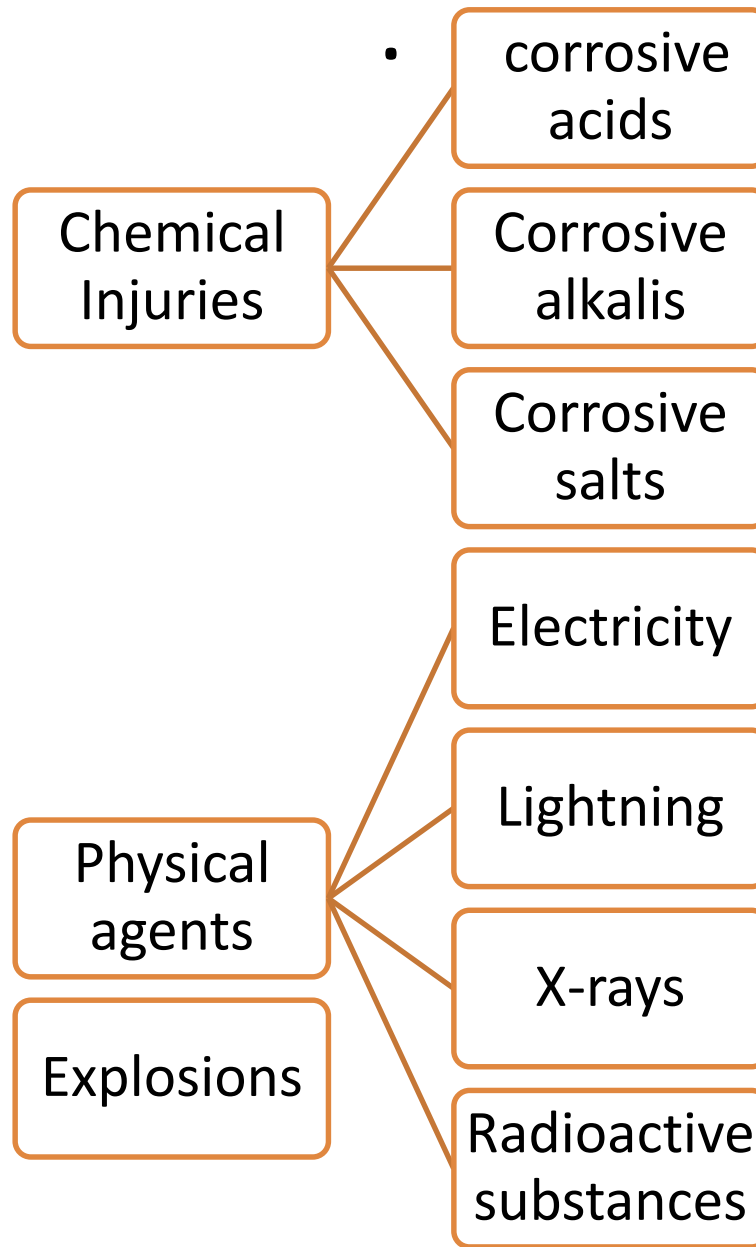 •
corrosive
acids
Chemical
Injuries
Corrosive
alkalis
Corrosive
salts
Physical
agents
Electricity
Lightning
X-rays
Radioactive
substances
Explosions